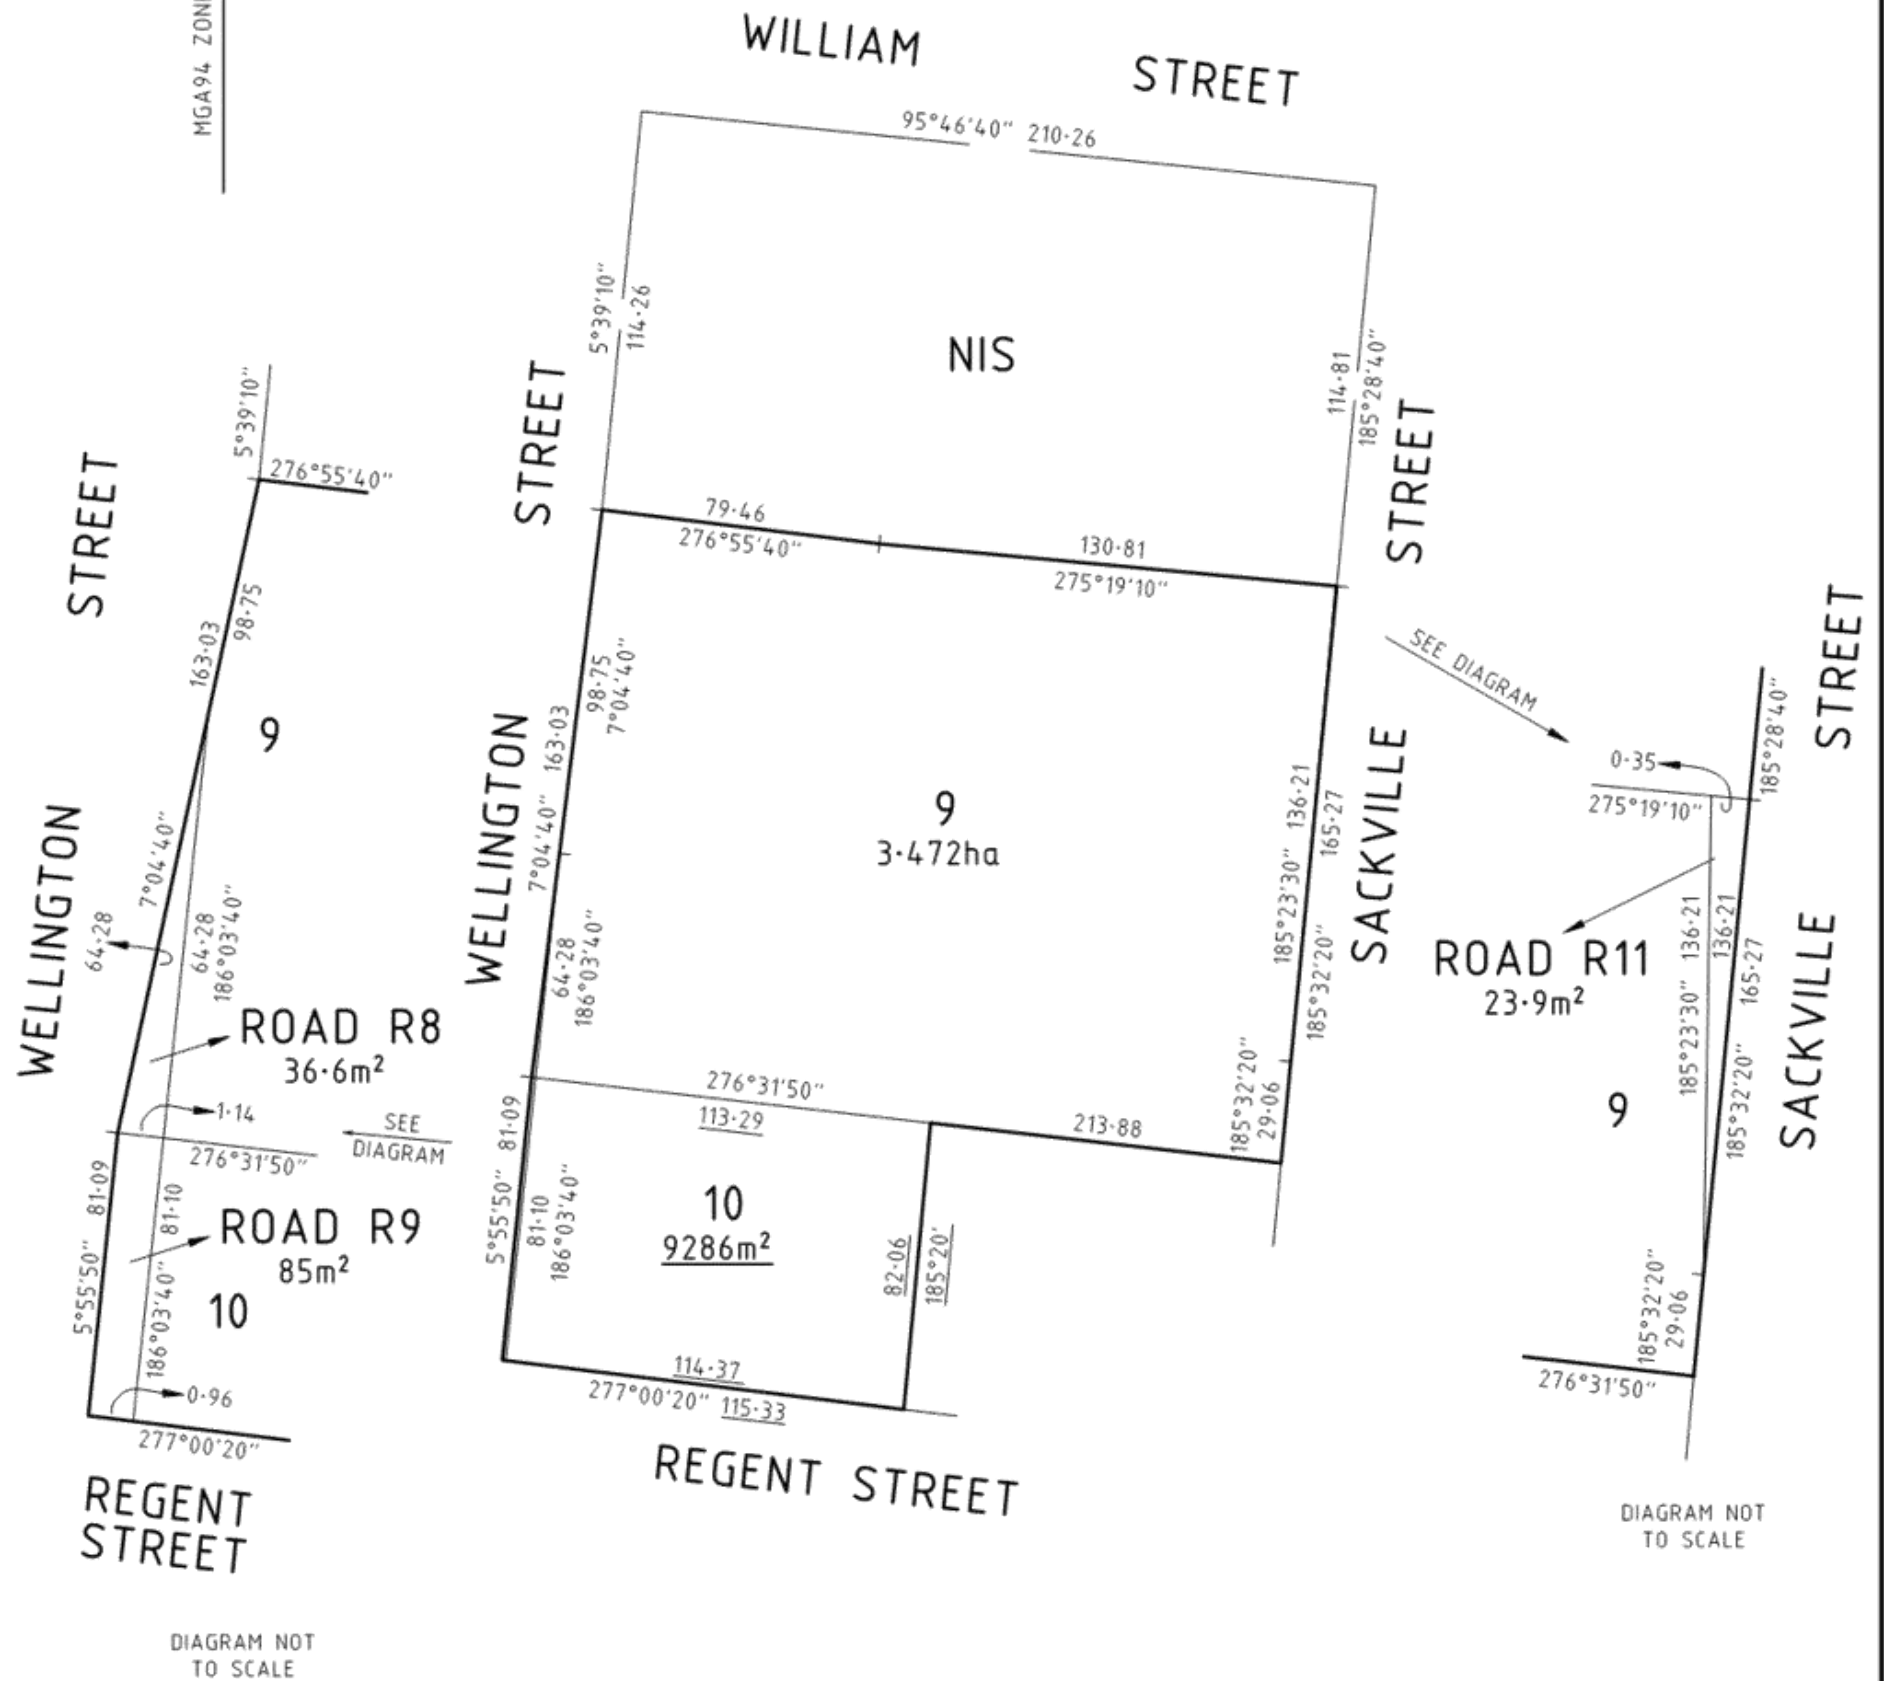 MGA94 ZON
WILLIAM STREET
95°46'40" 210·26
5°39'10"
114·26
NIS
114·81
185°28'40"
STREET
STREET
79·46
276°55'40"
130·81
275°19'10"
98·75
7°04'40"
163·03
7°04'40"
WELLINGTON
64·28
186°03'40"
9
3·472ha
136·21
185°23'30"
165·27
185°32'20"
SACKVILLE
185°32'20"
29·06
276°31'50"
113·29
213·88
81·09
5°55'50"
81·10
186°03'40"
10
9286m²
82·06
185°20'
114·37
277°00'20" 115·33
REGENT STREET
5°39'10"
276°55'40"
STREET
98·75
163·03
9
7°04'40"
WELLINGTON
64·28
64·28
186°03'40"
ROAD R8
36·6m²
1·14
SEE
DIAGRAM
276°31'50"
81·09
5°55'50"
81·10
186°03'40"
ROAD R9
85m²
10
0·96
277°00'20"
REGENT
STREET
DIAGRAM NOT
TO SCALE
SEE DIAGRAM
STREET
185°28'40"
0·35
275°19'10"
136·21
185°23'30"
136·21
165·27
185°32'20"
ROAD R11
23·9m²
SACKVILLE
9
185°32'20"
29·06
276°31'50"
DIAGRAM NOT
TO SCALE